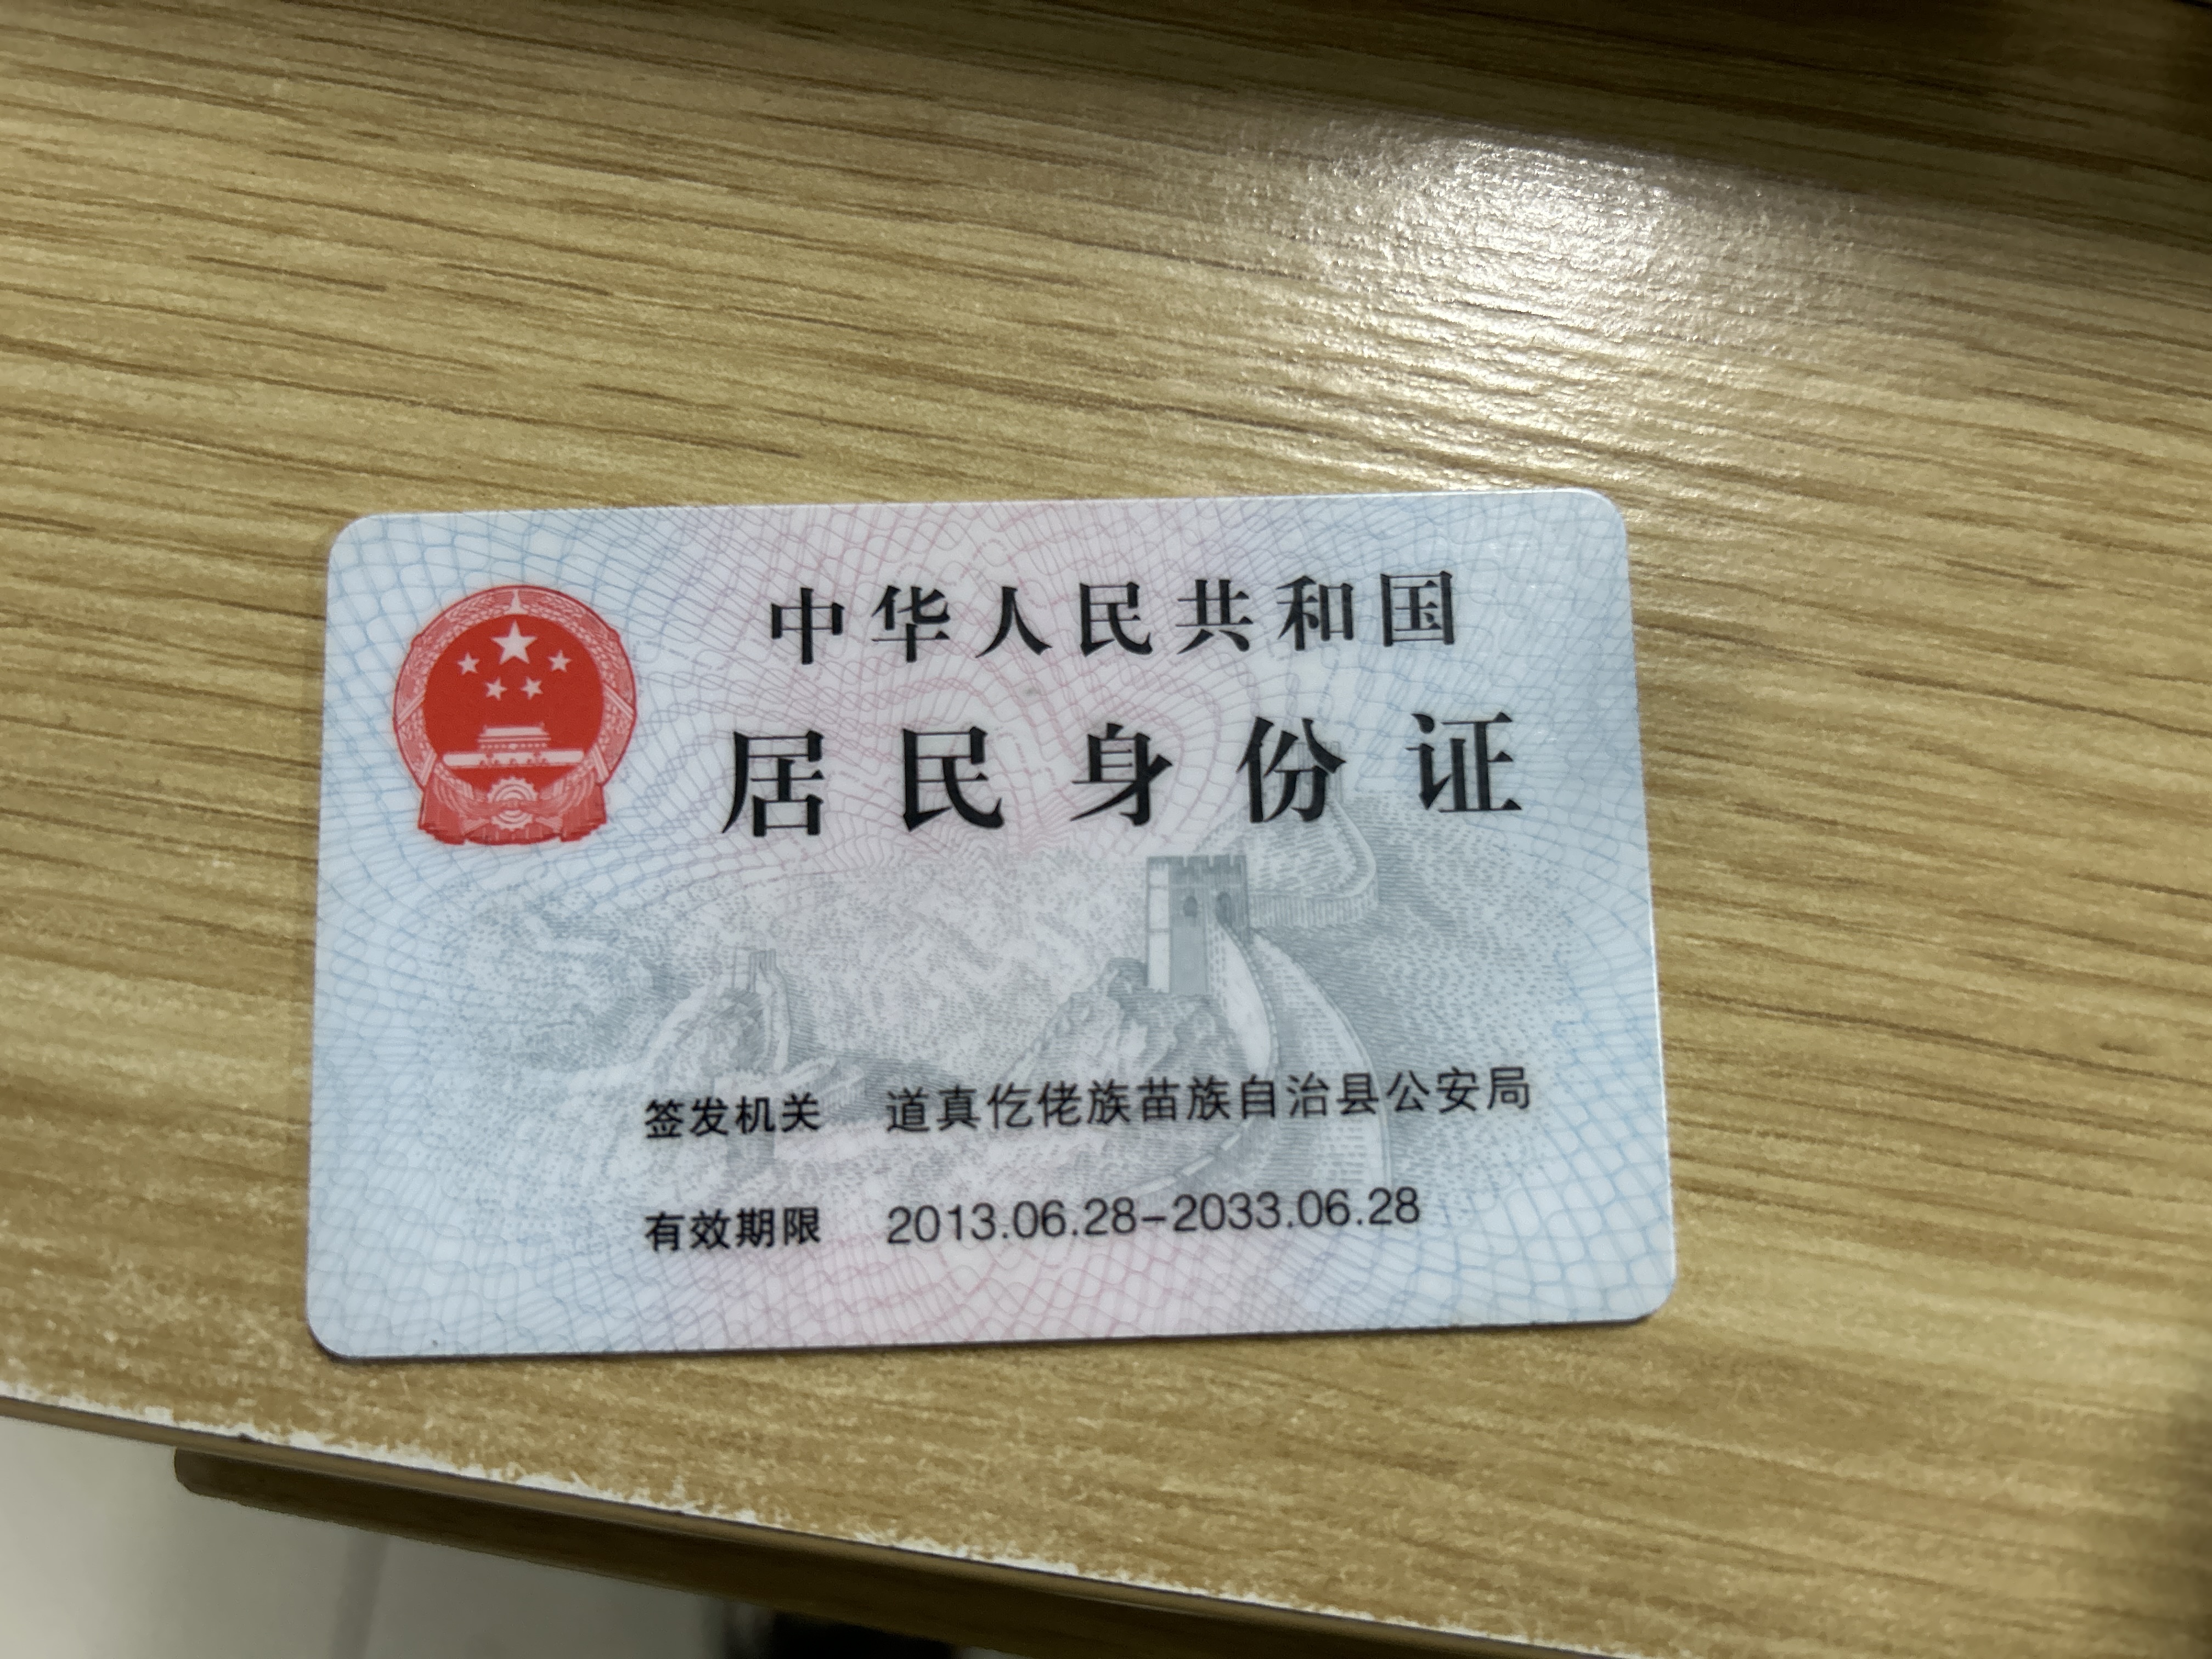 中华人民共和国
居民身份证
签发机关 道真仡佬族苗族自治县公安局
有效期限 2013.06.28-2033.06.28